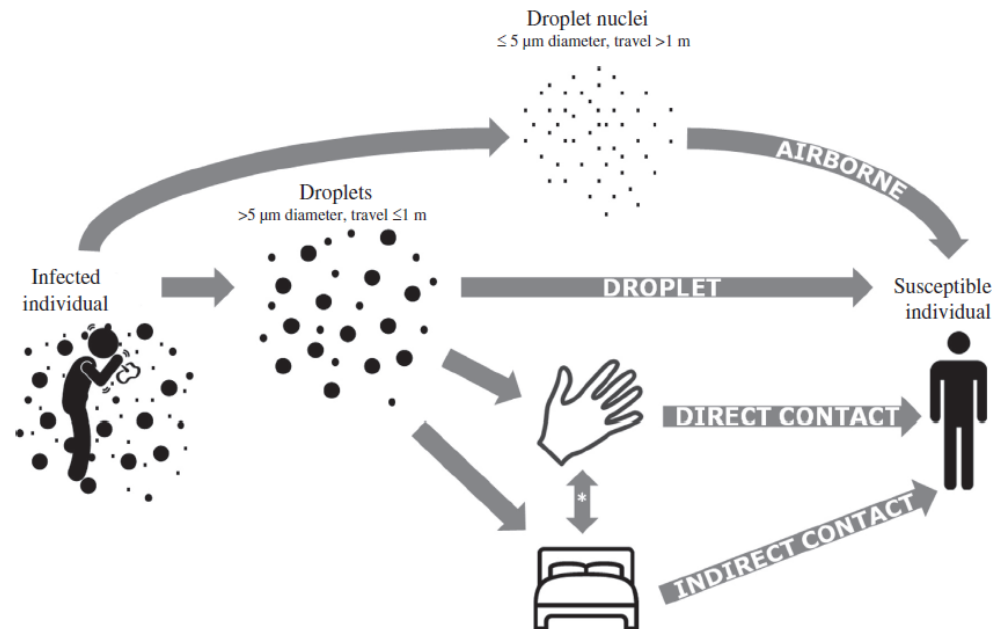 Droplet nuclei
≤ 5 μm diameter, travel >1 m
AIRBORNE
Droplets
>5 μm diameter, travel ≤1 m
Infected
individual
DROPLET
Susceptible
individual
DIRECT CONTACT
*
INDIRECT CONTACT